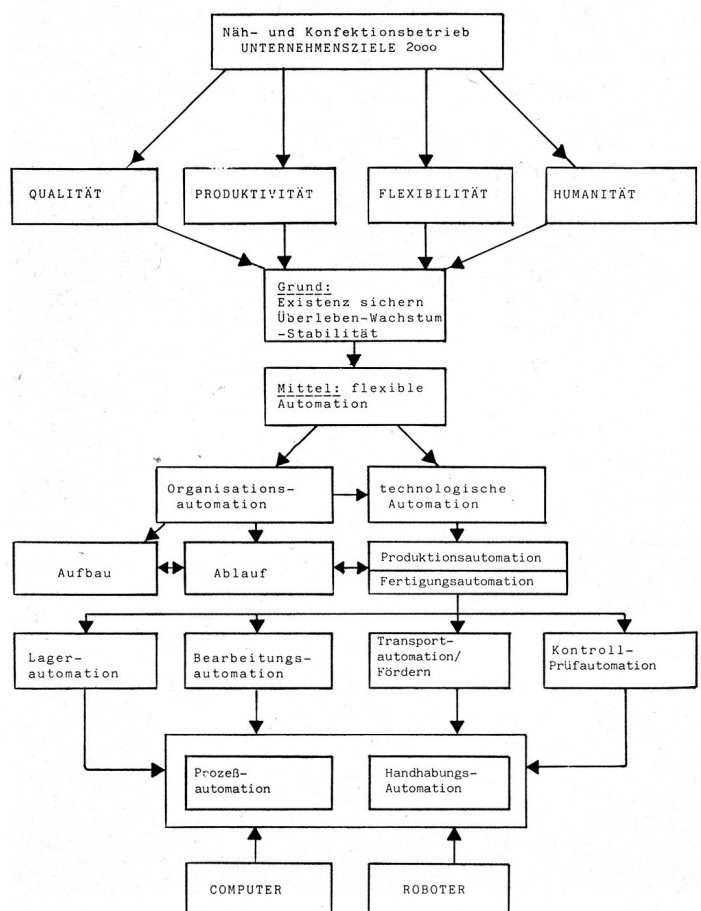 Näh- und Konfektionsbetrieb
UNTERNEHMENSZIELE 2ooo
QUALITÄT
PRODUKTIVITÄT
FLEXIBILITÄT
HUMANITÄT
Grund:
Existenz sichern
Überleben-Wachstum
-Stabilität
Mittel: flexible
Automation
Organisations-
automation
technologische
Automation
Aufbau
Ablauf
Produktionsautomation
Fertigungsautomation
Lager-
automation
Bearbeitungs-
automation
Transport-
automation/
Fördern
Kontroll-
Prüfautomation
Prozeß-
automation
Handhabungs-
Automation
COMPUTER
ROBOTER